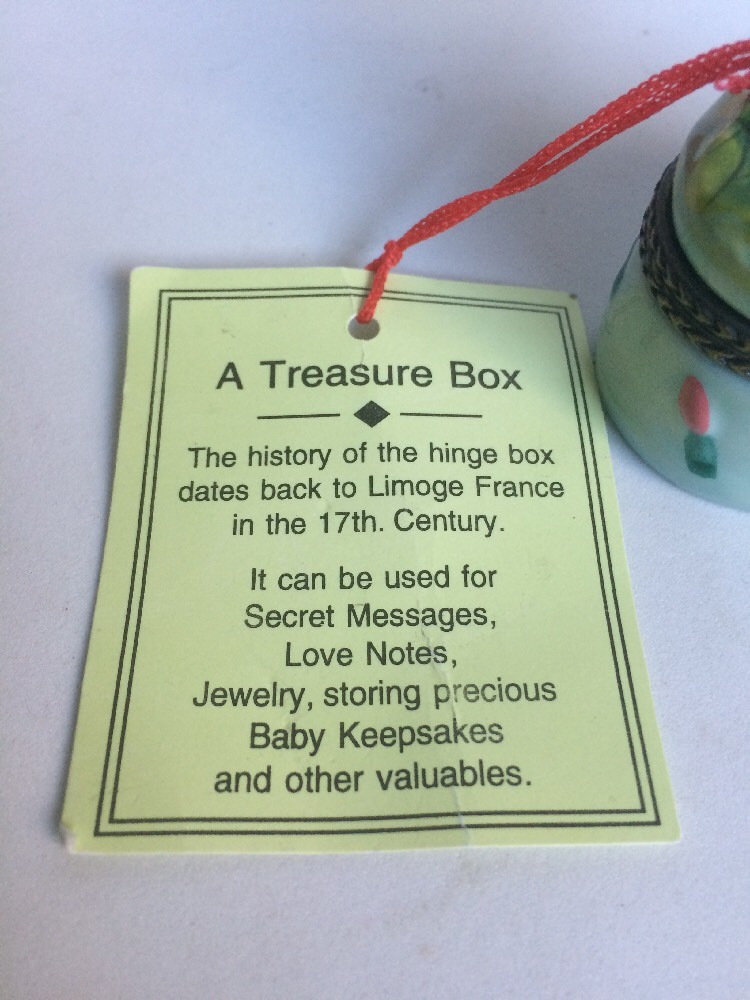 A Treasure Box
The history of the hinge box
dates back to Limoge France
in the 17th. Century.
It can be used for
Secret Messages,
Love Notes,
Jewelry, storing precious
Baby Keepsakes
and other valuables.